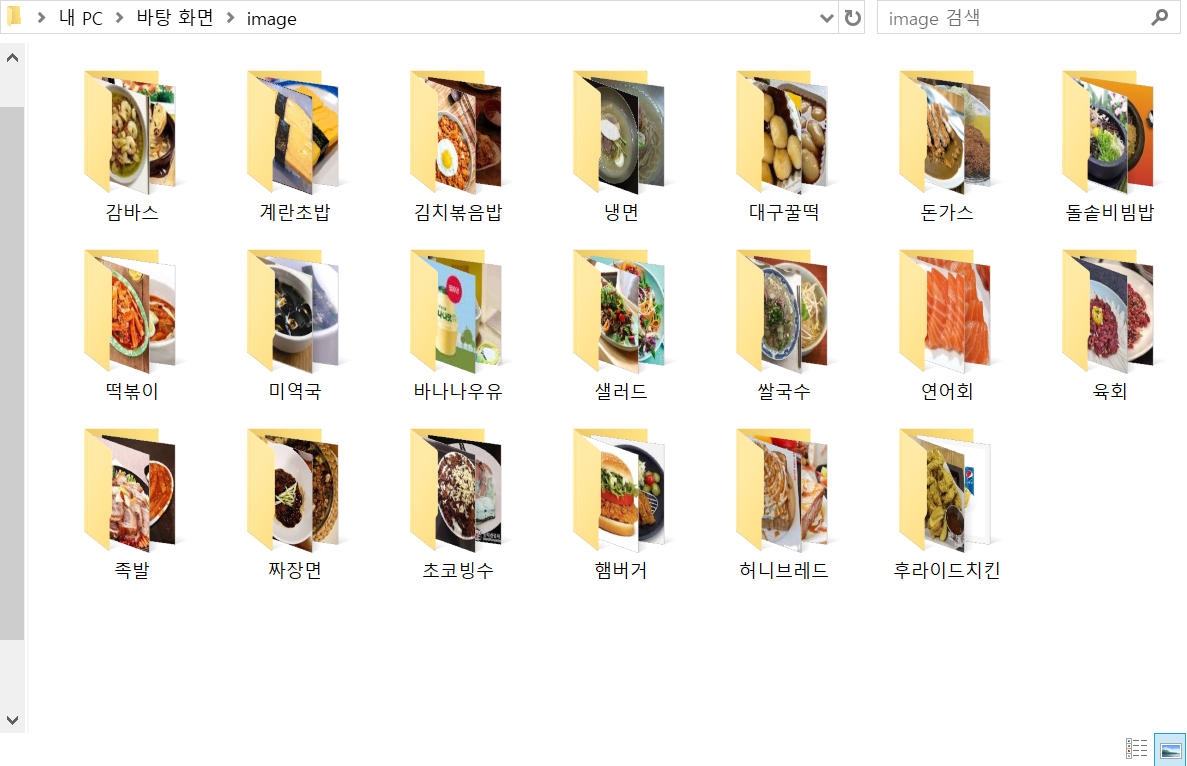 내 PC > 바탕 화면 > image
image 검색
감바스 계란초밥 김치볶음밥 냉면 대구꿀떡 돈가스 돌솥비빔밥
떡볶이 미역국 바나나우유 샐러드 쌀국수 연어회 육회
족발 짜장면 초코빙수 햄버거 허니브레드 후라이드치킨